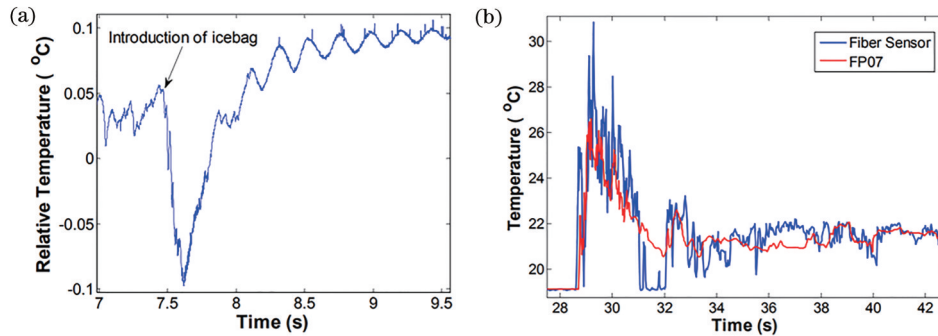 (a)
Introduction of icebag
Relative Temperature ( °C)
0.1
0.05
0
-0.05
-0.1
7
7.5
8
8.5
9
9.5
Time (s)
(b)
Fiber Sensor
FP07
Temperature ( °C)
30
28
26
24
22
20
28
30
32
34
36
38
40
42
Time (s)